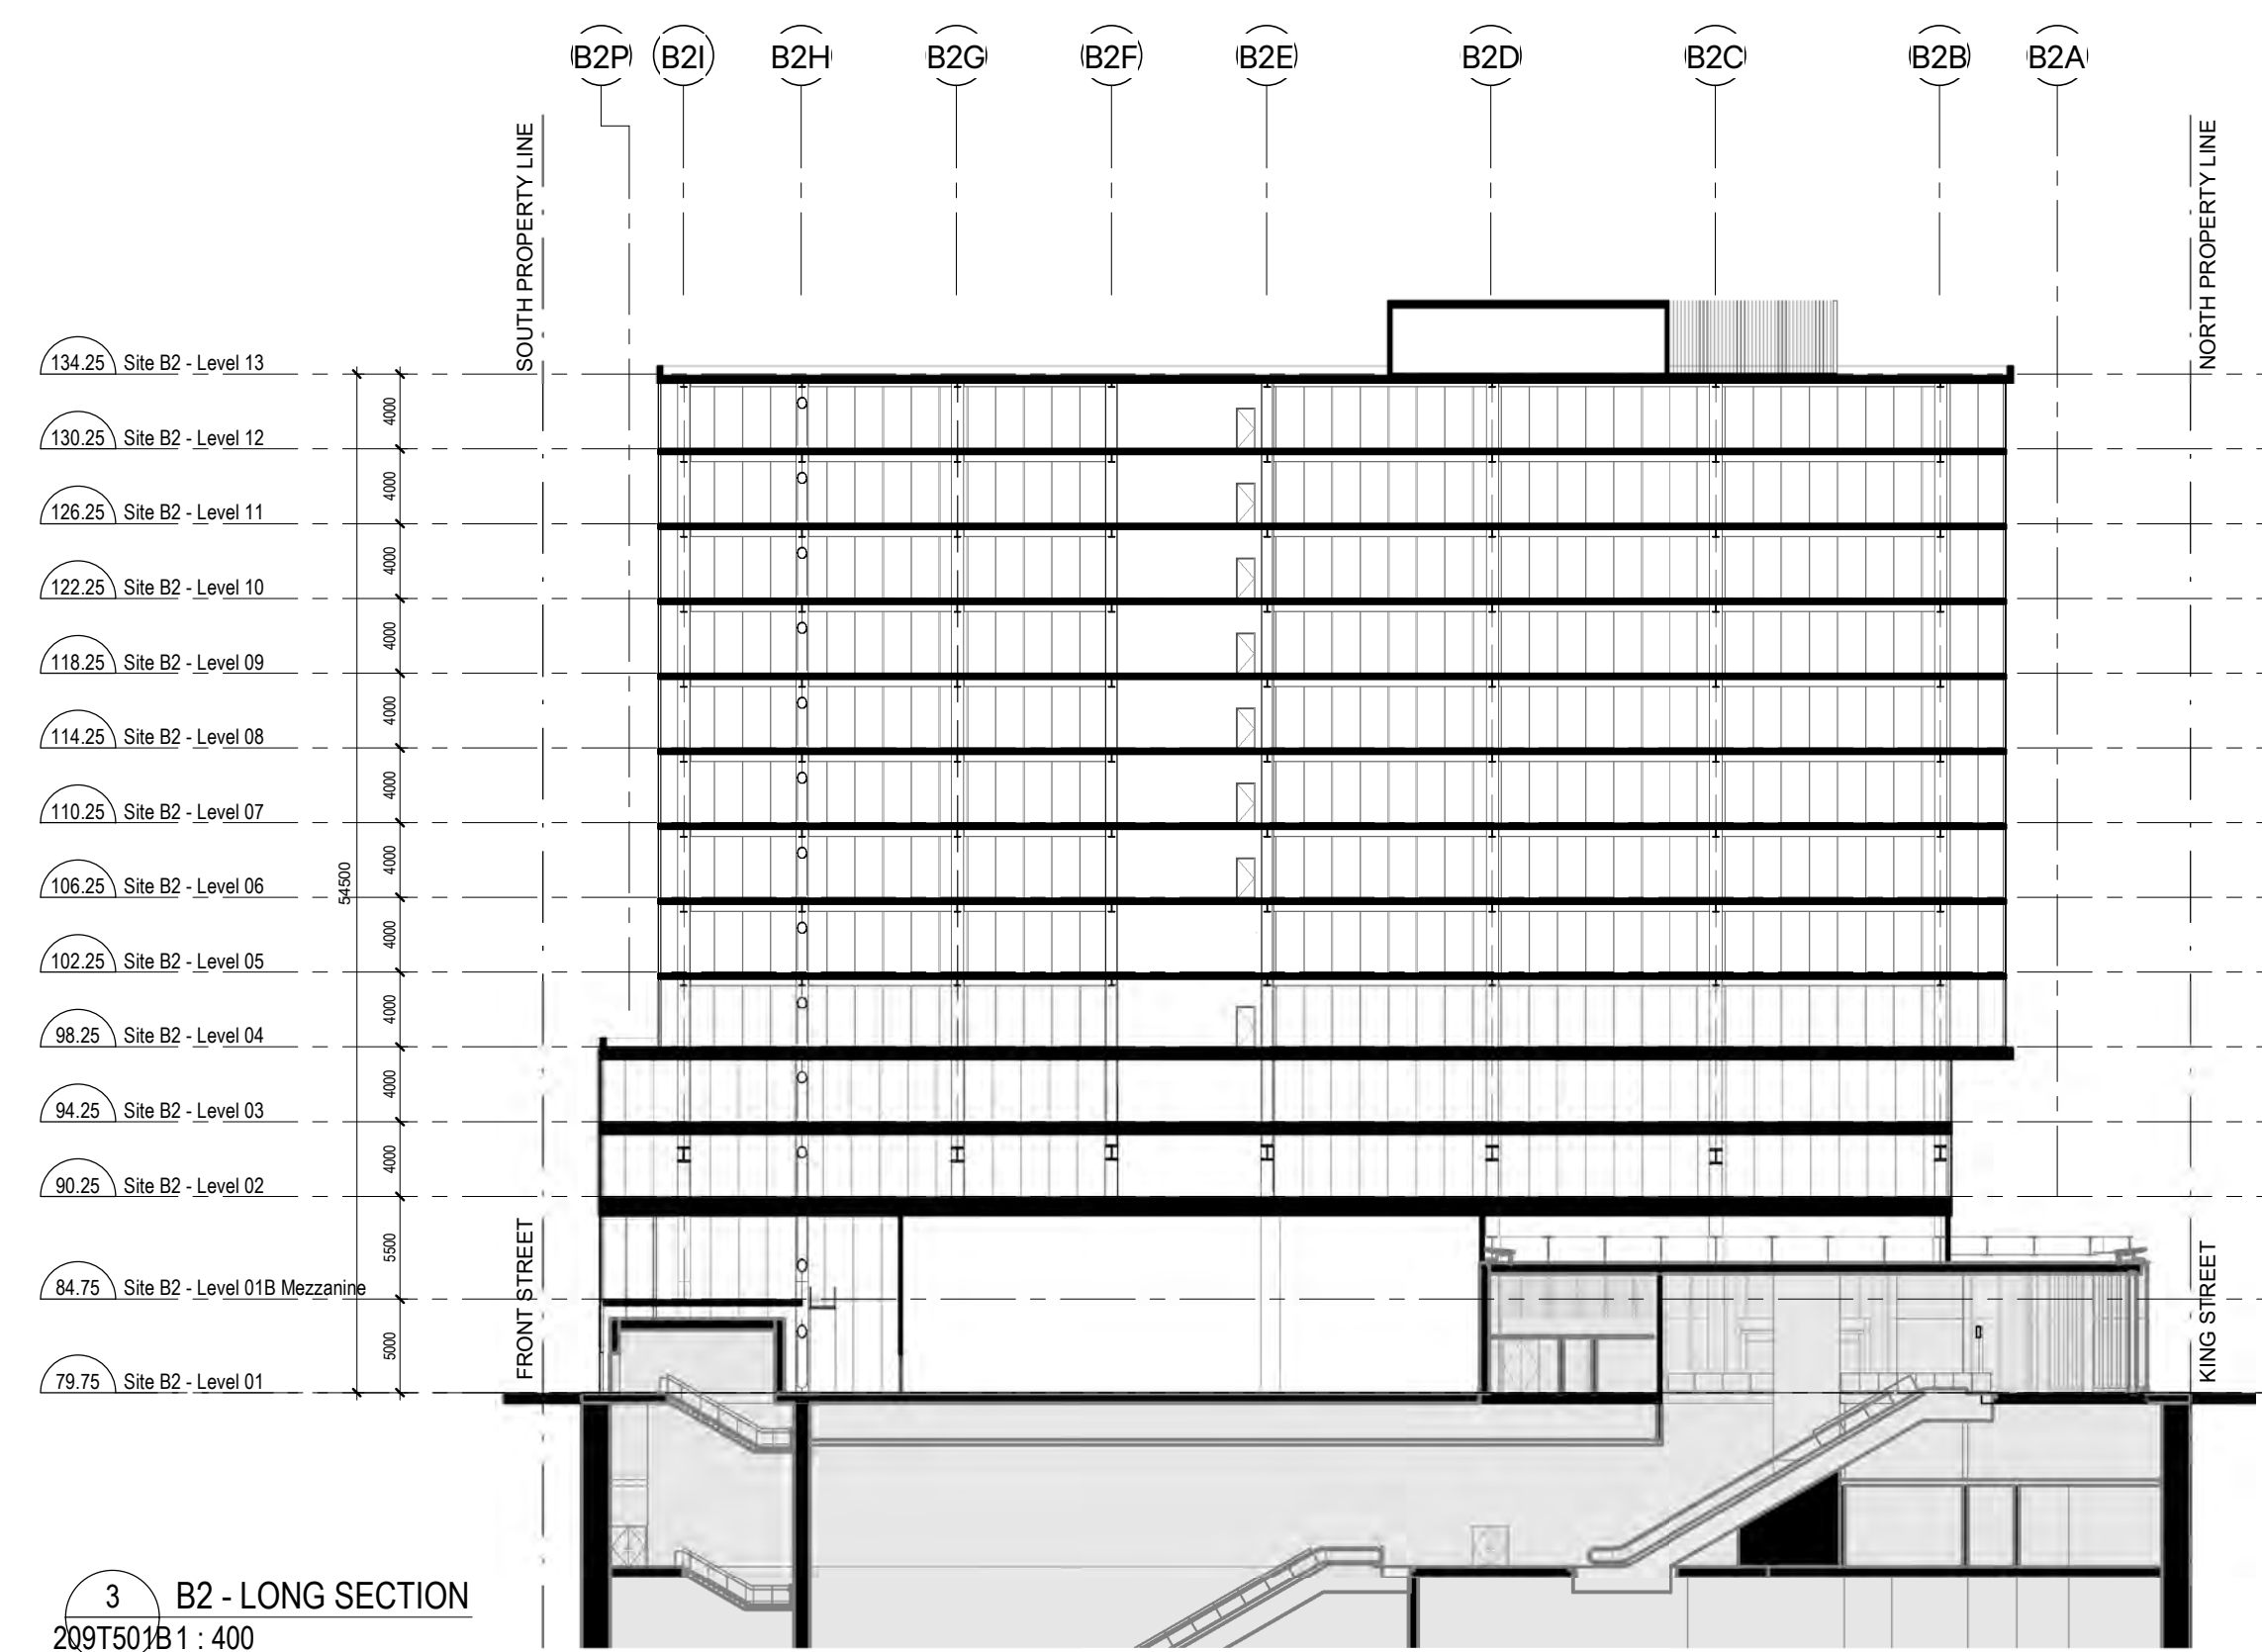 B2P B2I B2H B2G B2F B2E B2D B2C B2B B2A
SOUTH PROPERTY LINE
NORTH PROPERTY LINE
134.25 Site B2 - Level 13
4000
130.25 Site B2 - Level 12
4000
126.25 Site B2 - Level 11
4000
122.25 Site B2 - Level 10
4000
118.25 Site B2 - Level 09
4000
114.25 Site B2 - Level 08
4000
110.25 Site B2 - Level 07
4000
54500
106.25 Site B2 - Level 06
4000
102.25 Site B2 - Level 05
4000
98.25 Site B2 - Level 04
4000
94.25 Site B2 - Level 03
4000
90.25 Site B2 - Level 02
5500
84.75 Site B2 - Level 01B Mezzanine
5000
79.75 Site B2 - Level 01
FRONT STREET
KING STREET
3 B2 - LONG SECTION
209T501B 1 : 400